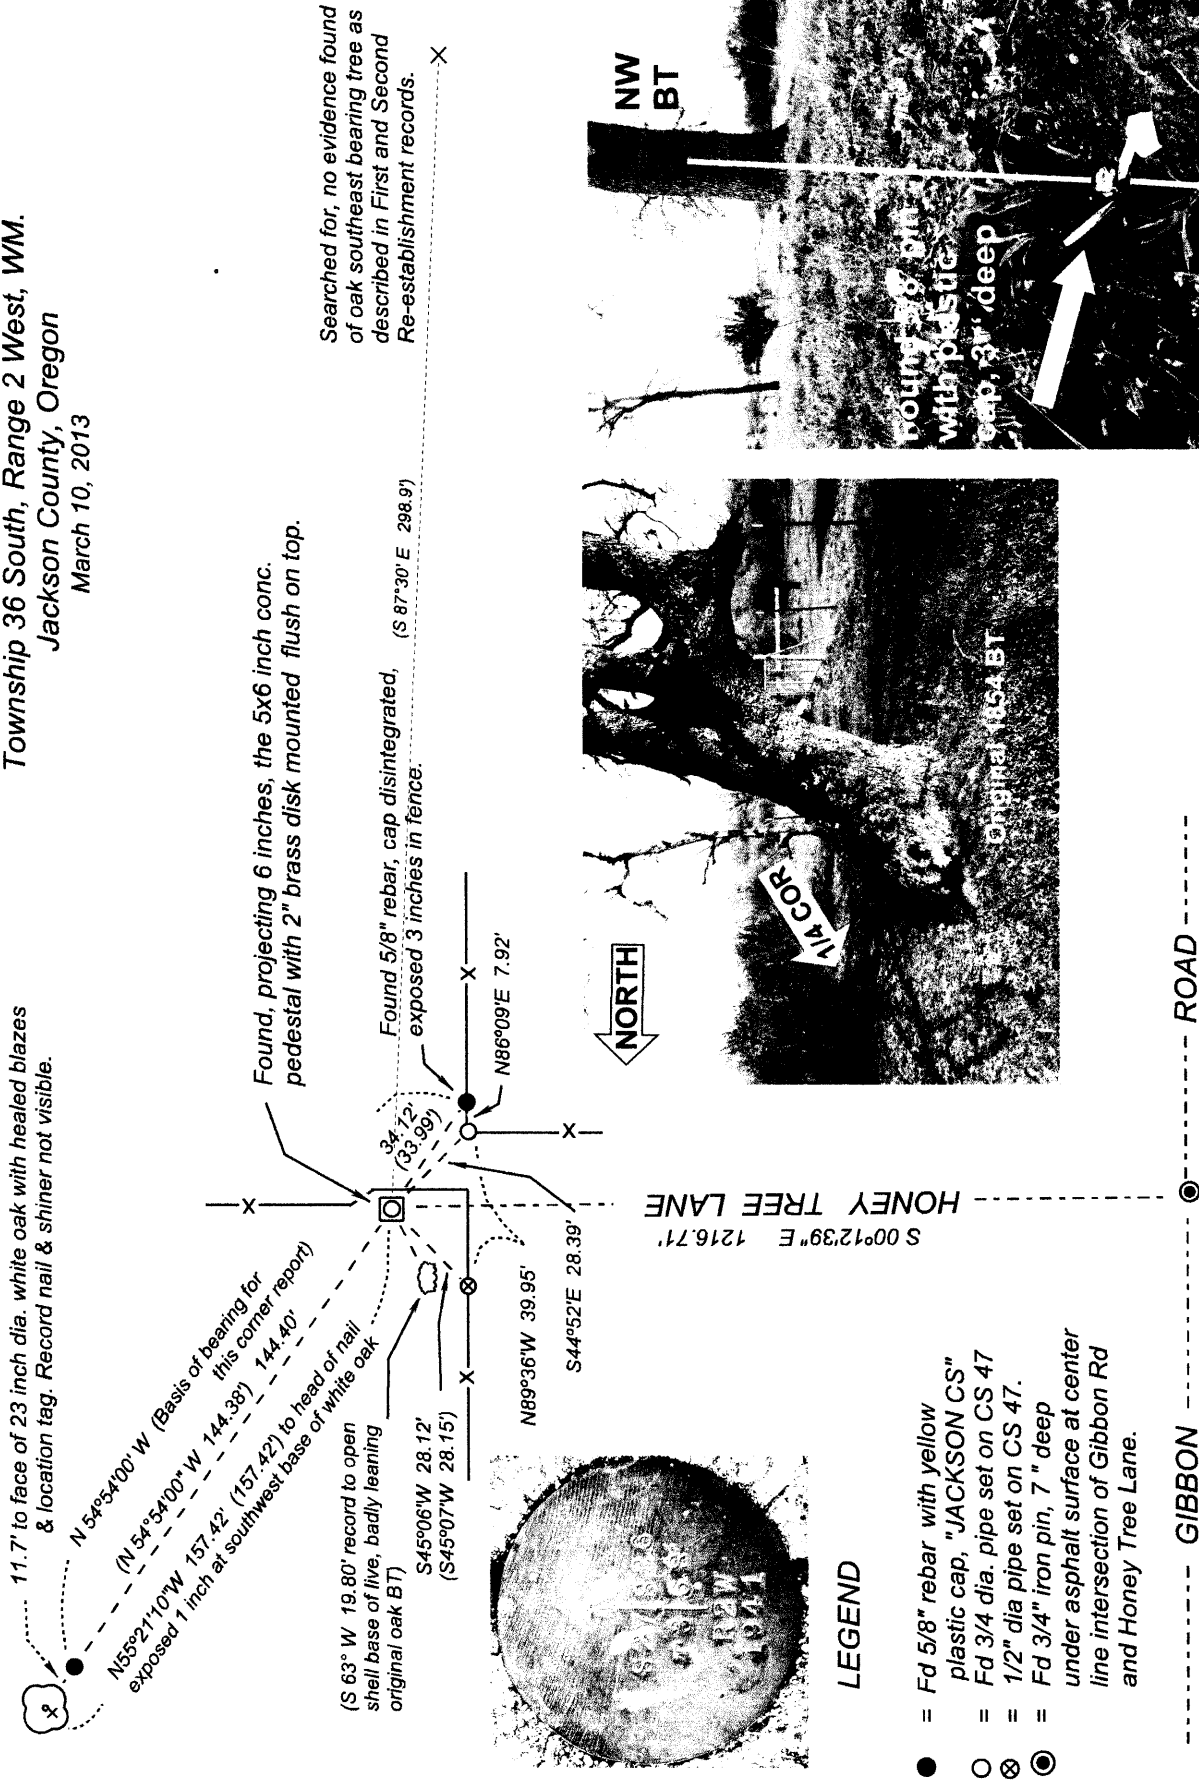 Township 36 South, Range 2 West, WM.
Jackson County, Oregon
March 10, 2013
11.7' to face of 23 inch dia. white oak with healed blazes
& location tag. Record nail & shiner not visible.
N 54°54'00' W (Basis of bearing for
this corner report)
(N 54°54'00" W 144.38') 144.40'
N55°21'10"W 157.42' (157.42') to head of nail
exposed 1 inch at southwest base of white oak
Found, projecting 6 inches, the 5x6 inch conc.
pedestal with 2" brass disk mounted flush on top.
Searched for, no evidence found
of oak southeast bearing tree as
described in First and Second
Re-establishment records.
(S 87°30' E 298.9')
Found 5/8" rebar, cap disintegrated,
exposed 3 inches in fence.
34.12'
(33.99')
N86°09'E 7.92'
(S 63° W 19.80' record to open
shell base of live, badly leaning
original oak BT)
S45°06'W 28.12'
(S45°07'W 28.15')
N89°36'W 39.95'
S44°52'E 28.39'
X
X
X
X
X
HONEY TREE LANE
S 00°12'39"E 1216.71'
NORTH
1/4 COR
Original 1854 BT
NW
BT
with plastic
cap, 3" deep
R2W
1941
LEGEND
= Fd 5/8" rebar with yellow
plastic cap, "JACKSON CS"
= Fd 3/4 dia. pipe set on CS 47
= 1/2" dia pipe set on CS 47.
= Fd 3/4" iron pin, 7 " deep
under asphalt surface at center
line intersection of Gibbon Rd
and Honey Tree Lane.
GIBBON ROAD